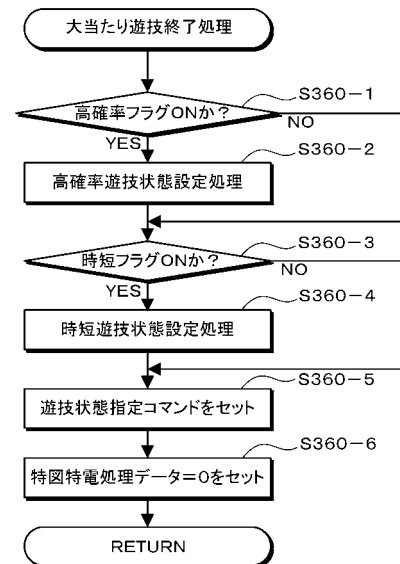 大当たり遊技終了処理
S360-1
高確率フラグONか?
NO
YES
S360-2
高確率遊技状態設定処理
S360-3
時短フラグONか?
NO
YES
S360-4
時短遊技状態設定処理
S360-5
遊技状態指定コマンドをセット
S360-6
特図特電処理データ=0をセット
RETURN